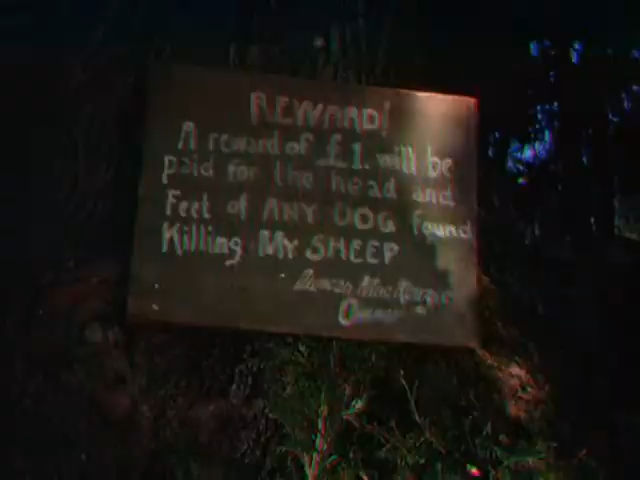 REWARD!
A reward of £1. will be
paid for the head and
Feet of ANY DOG found
Killing MY SHEEP